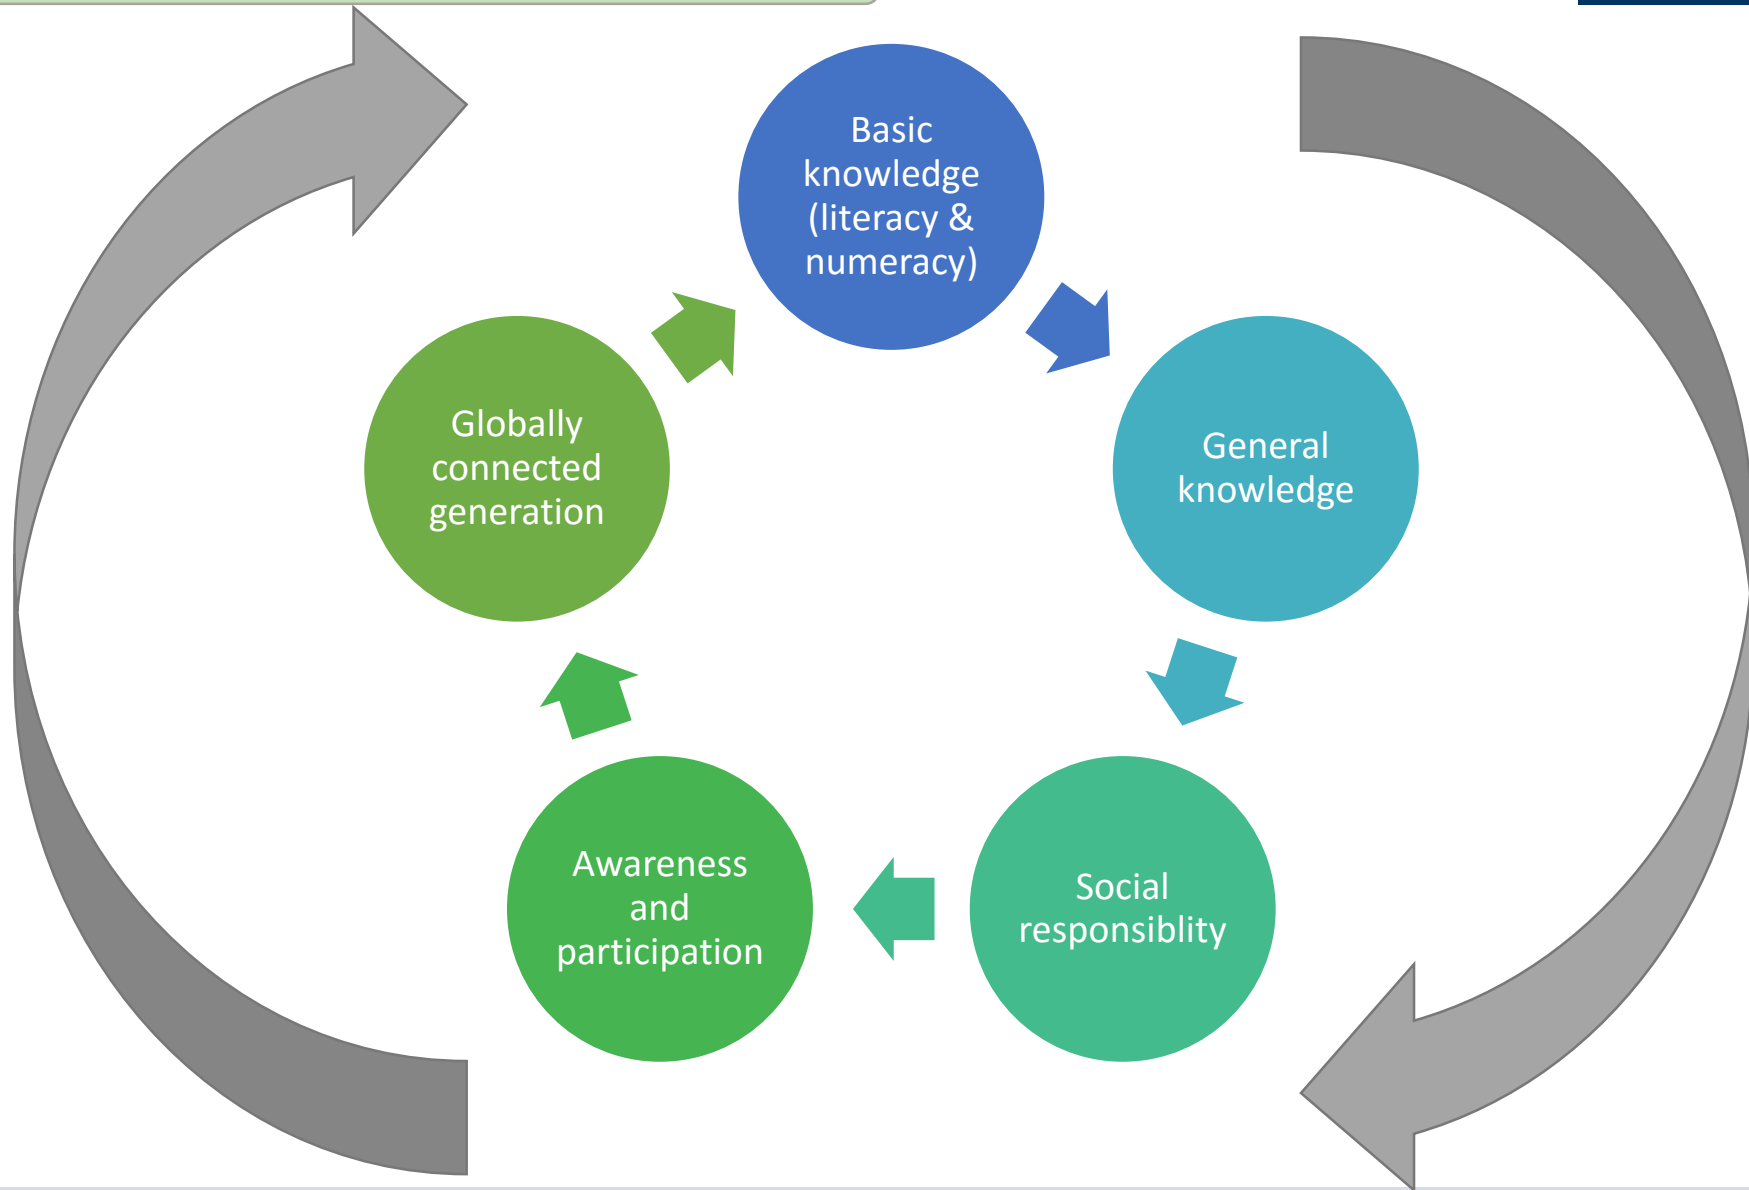 Basic
knowledge
(literacy &
numeracy)
General
knowledge
Social
responsiblity
Awareness
and
participation
Globally
connected
generation